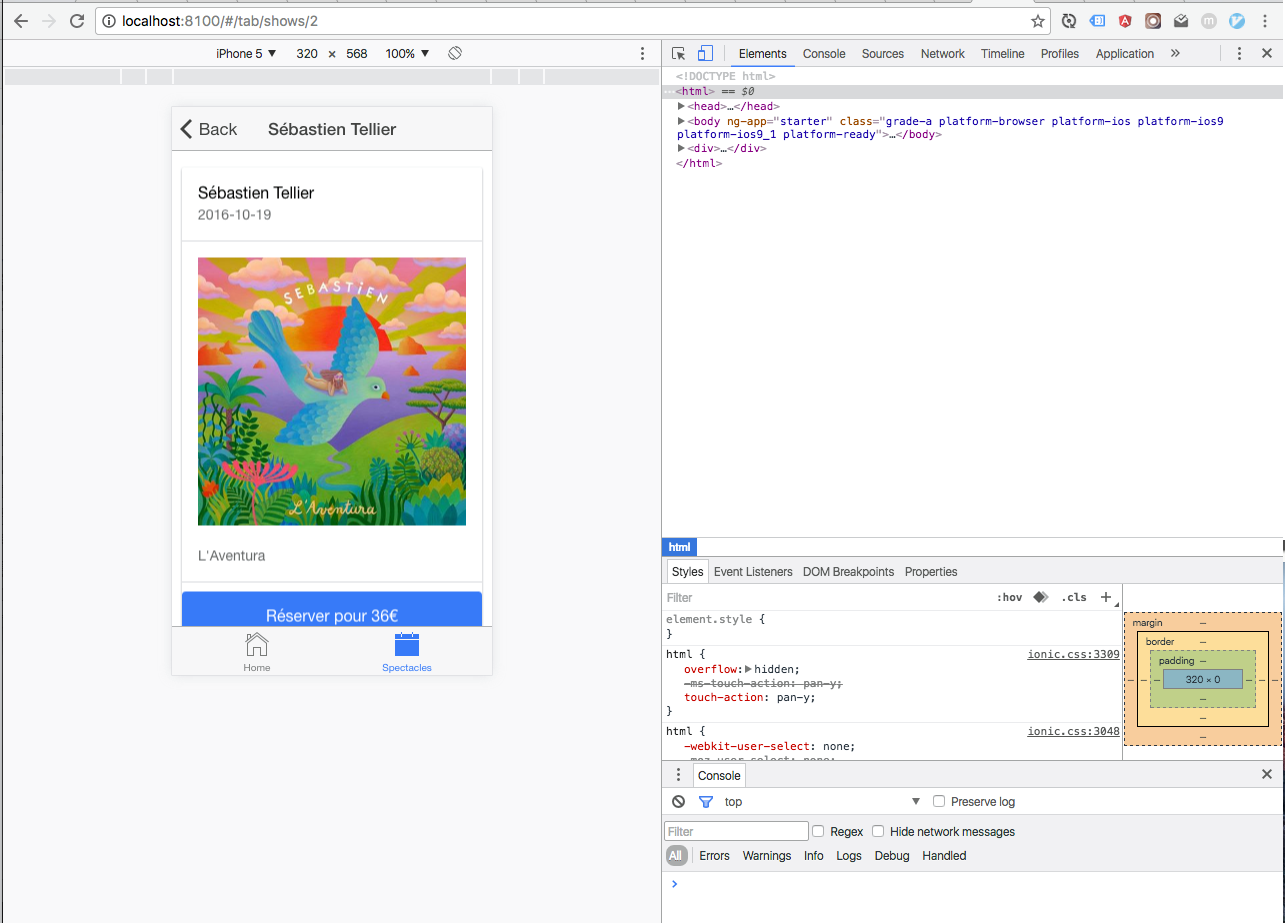 localhost:8100/#/tab/shows/2
iPhone 5 ▼ 320 × 568 100% ▼
Back Sébastien Tellier
Sébastien Tellier
2016-10-19
SEBASTiEN
L'Aventura
L'Aventura
Réserver pour 36€
Home Spectacles
Elements Console Sources Network Timeline Profiles Application »
<!DOCTYPE html>
…<html> == $0
▶<head>…</head>
▶<body ng-app="starter" class="grade-a platform-browser platform-ios platform-ios9
platform-ios9_1 platform-ready">…</body>
▶<div>…</div>
</html>
html
Styles Event Listeners DOM Breakpoints Properties
Filter :hov .cls +
element.style {
}
html { ionic.css:3309
overflow:▶hidden;
-ms-touch-action: pan-y;
touch-action: pan-y;
}
html { ionic.css:3048
-webkit-user-select: none;
-moz-user-select: none;
margin –
border –
padding –
– – – 320 × 0 – – –
–
–
–
Console
top ▼ Preserve log
Filter Regex Hide network messages
All Errors Warnings Info Logs Debug Handled
>